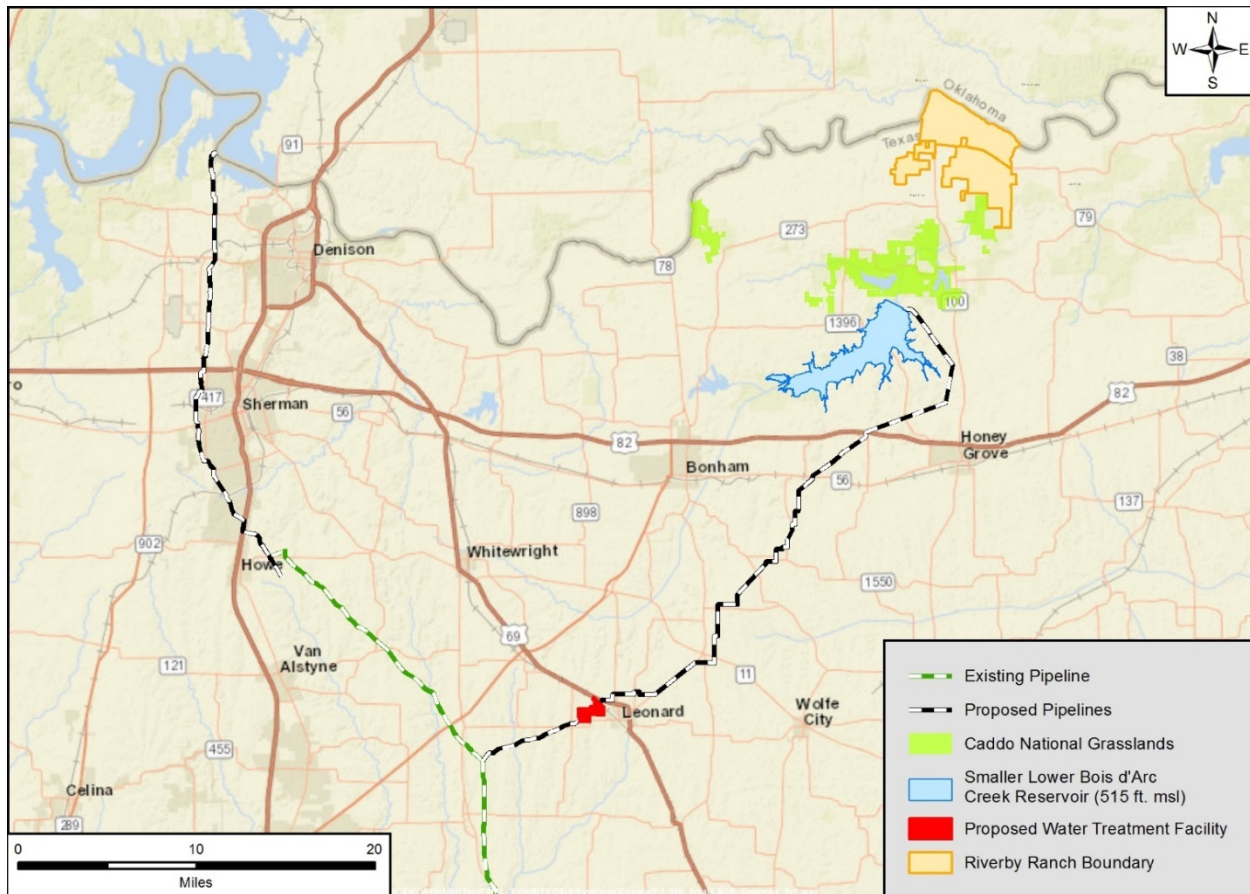 N
W E
S
Oklahoma
Texas
91
Denison
273
79
78
100
1396
38
417
Sherman
56
82
82
Honey
Grove
Bonham
56
137
898
902
Whitewright
Howe
1550
69
Van
Alstyne
121
11
Leonard
Wolfe
City
455
Celina
289
Existing Pipeline
Proposed Pipelines
Caddo National Grasslands
Smaller Lower Bois d'Arc
Creek Reservoir (515 ft. msl)
Proposed Water Treatment Facility
Riverby Ranch Boundary
0 10 20
Miles